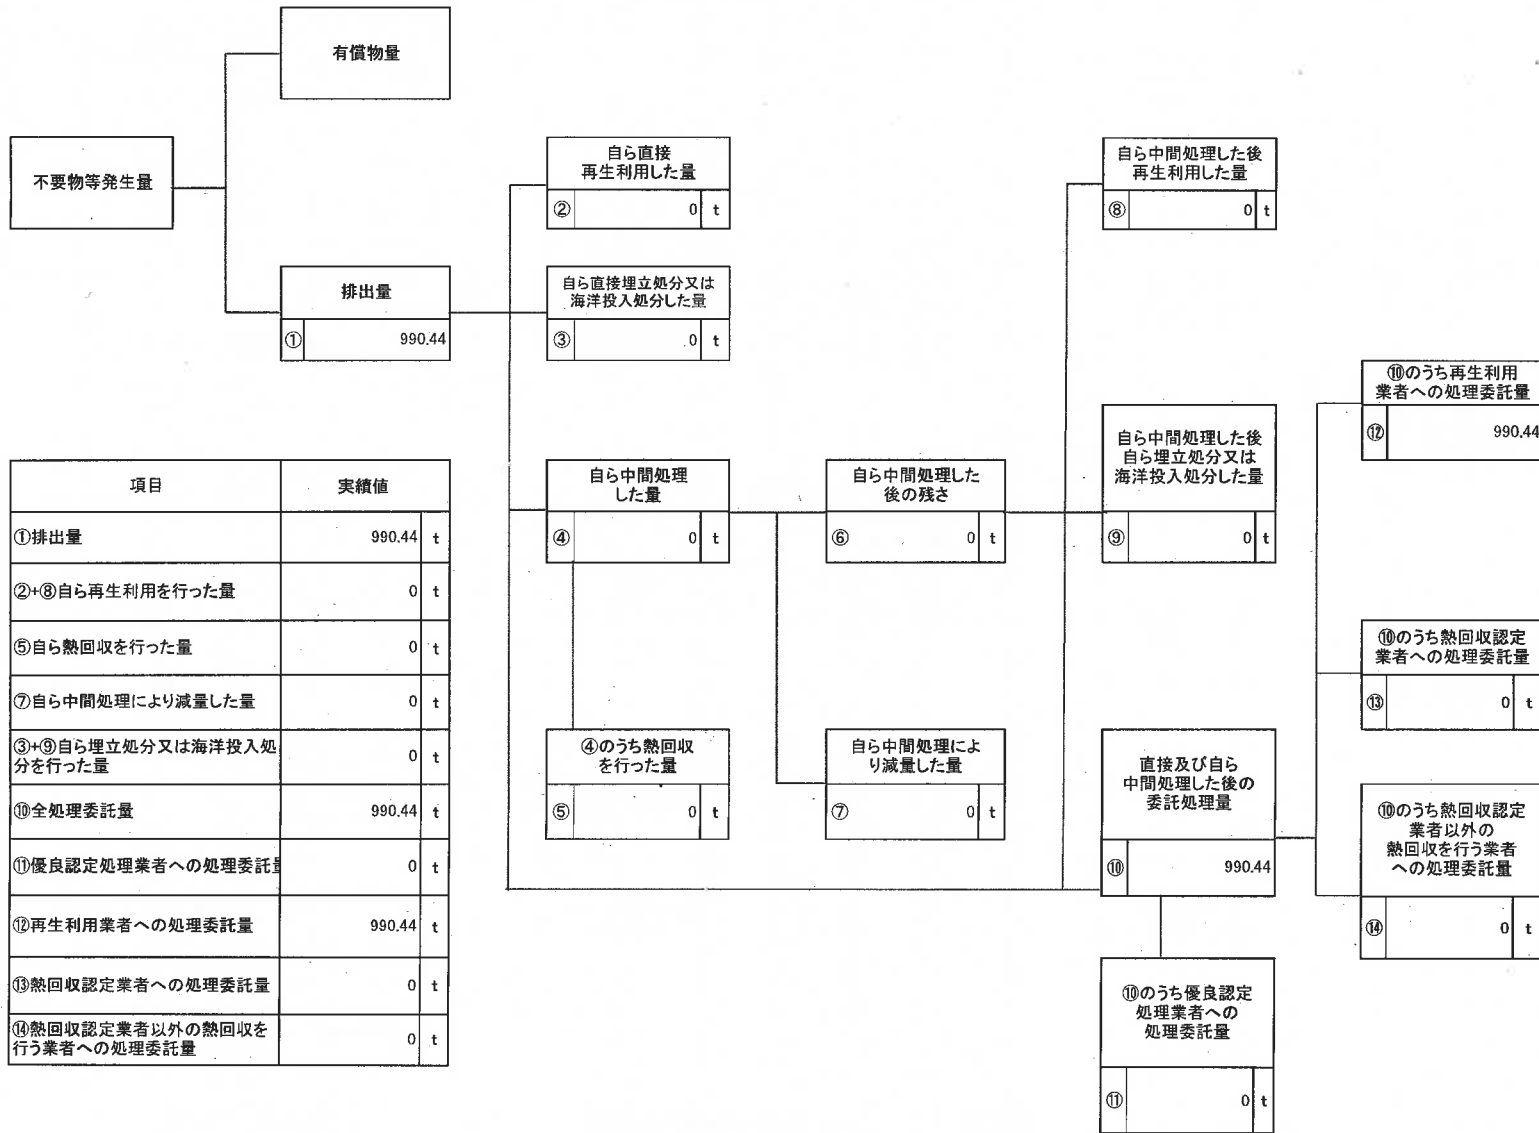 有償物量
不要物等発生量
排出量
① 990.44
自ら直接
再生利用した量
② 0 t
自ら直接埋立処分又は
海洋投入処分した量
③ 0 t
自ら中間処理
した量
④ 0 t
④のうち熱回収
を行った量
⑤ 0 t
自ら中間処理した
後の残さ
⑥ 0 t
自ら中間処理によ
り減量した量
⑦ 0 t
自ら中間処理した後
再生利用した量
⑧ 0 t
自ら中間処理した後
自ら埋立処分又は
海洋投入処分した量
⑨ 0 t
直接及び自ら
中間処理した後の
委託処理量
⑩ 990.44
⑩のうち優良認定
処理業者への
処理委託量
⑪ 0 t
⑩のうち再生利用
業者への処理委託量
⑫ 990.44
⑩のうち熱回収認定
業者への処理委託量
⑬ 0 t
⑩のうち熱回収認定
業者以外の
熱回収を行う業者
への処理委託量
⑭ 0 t
項目 実績値
①排出量 990.44 t
②+⑧自ら再生利用を行った量 0 t
⑤自ら熱回収を行った量 0 t
⑦自ら中間処理により減量した量 0 t
③+⑨自ら埋立処分又は海洋投入処
分を行った量 0 t
⑩全処理委託量 990.44 t
⑪優良認定処理業者への処理委託量 0 t
⑫再生利用業者への処理委託量 990.44 t
⑬熱回収認定業者への処理委託量 0 t
⑭熱回収認定業者以外の熱回収を
行う業者への処理委託量 0 t